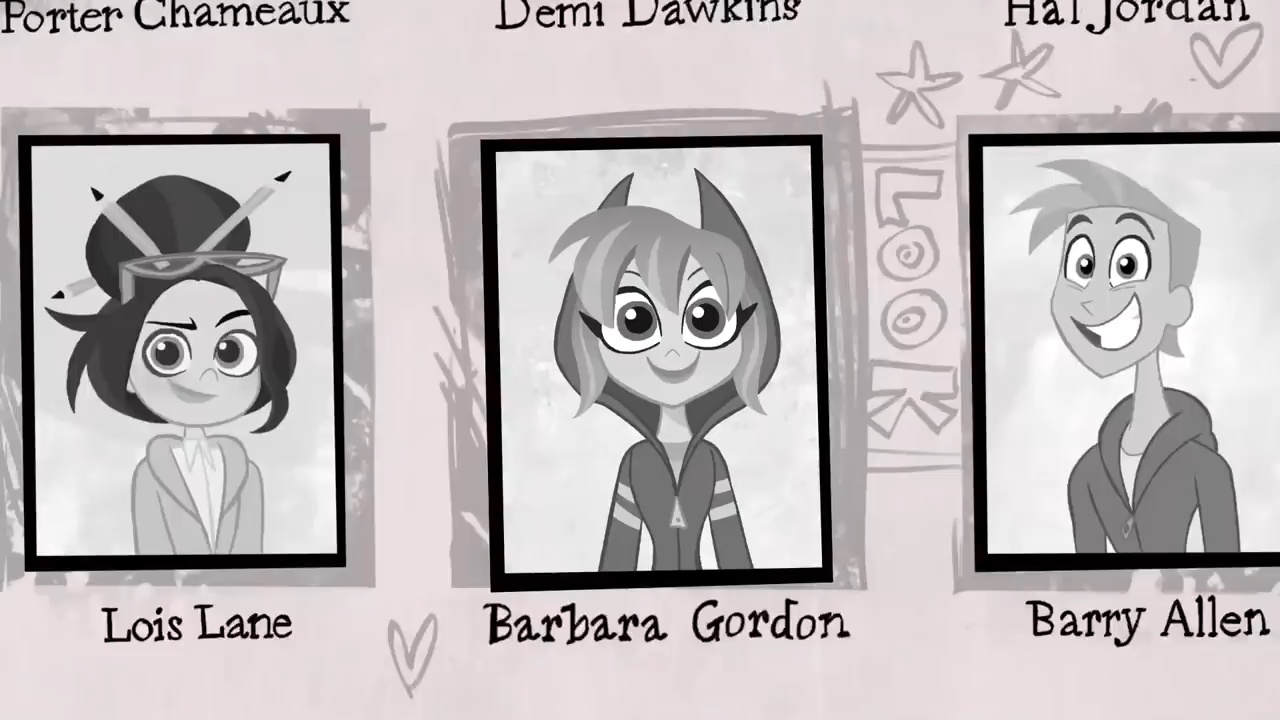 Porter Chameaux
Demi Dawkins
Hal Jordan
LOOK
Lois Lane
Barbara Gordon
Barry Allen